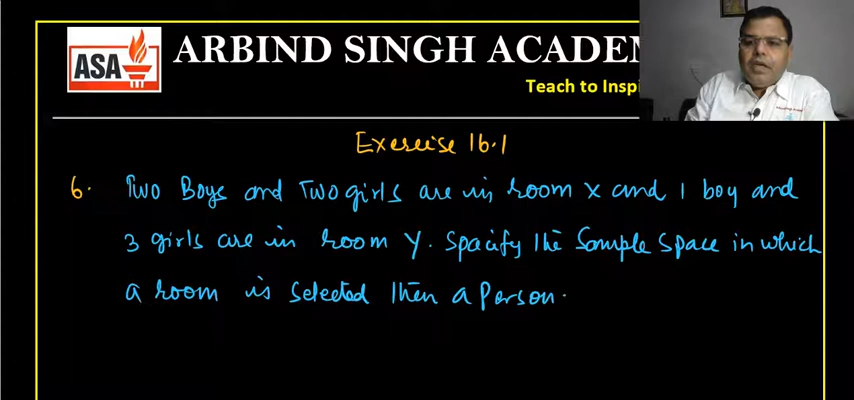 ASA
ARBIND SINGH ACADEM
Teach to Inspi
Exercise 16.1
6. Two Boys and Two girls are in room X and 1 boy and
3 girls are in room Y. Spacify the Sample Space in which
a room is selected then a person.